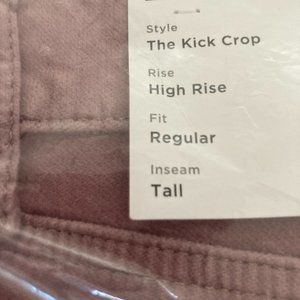 Style
The Kick Crop
Rise
High Rise
Fit
Regular
Inseam
Tall